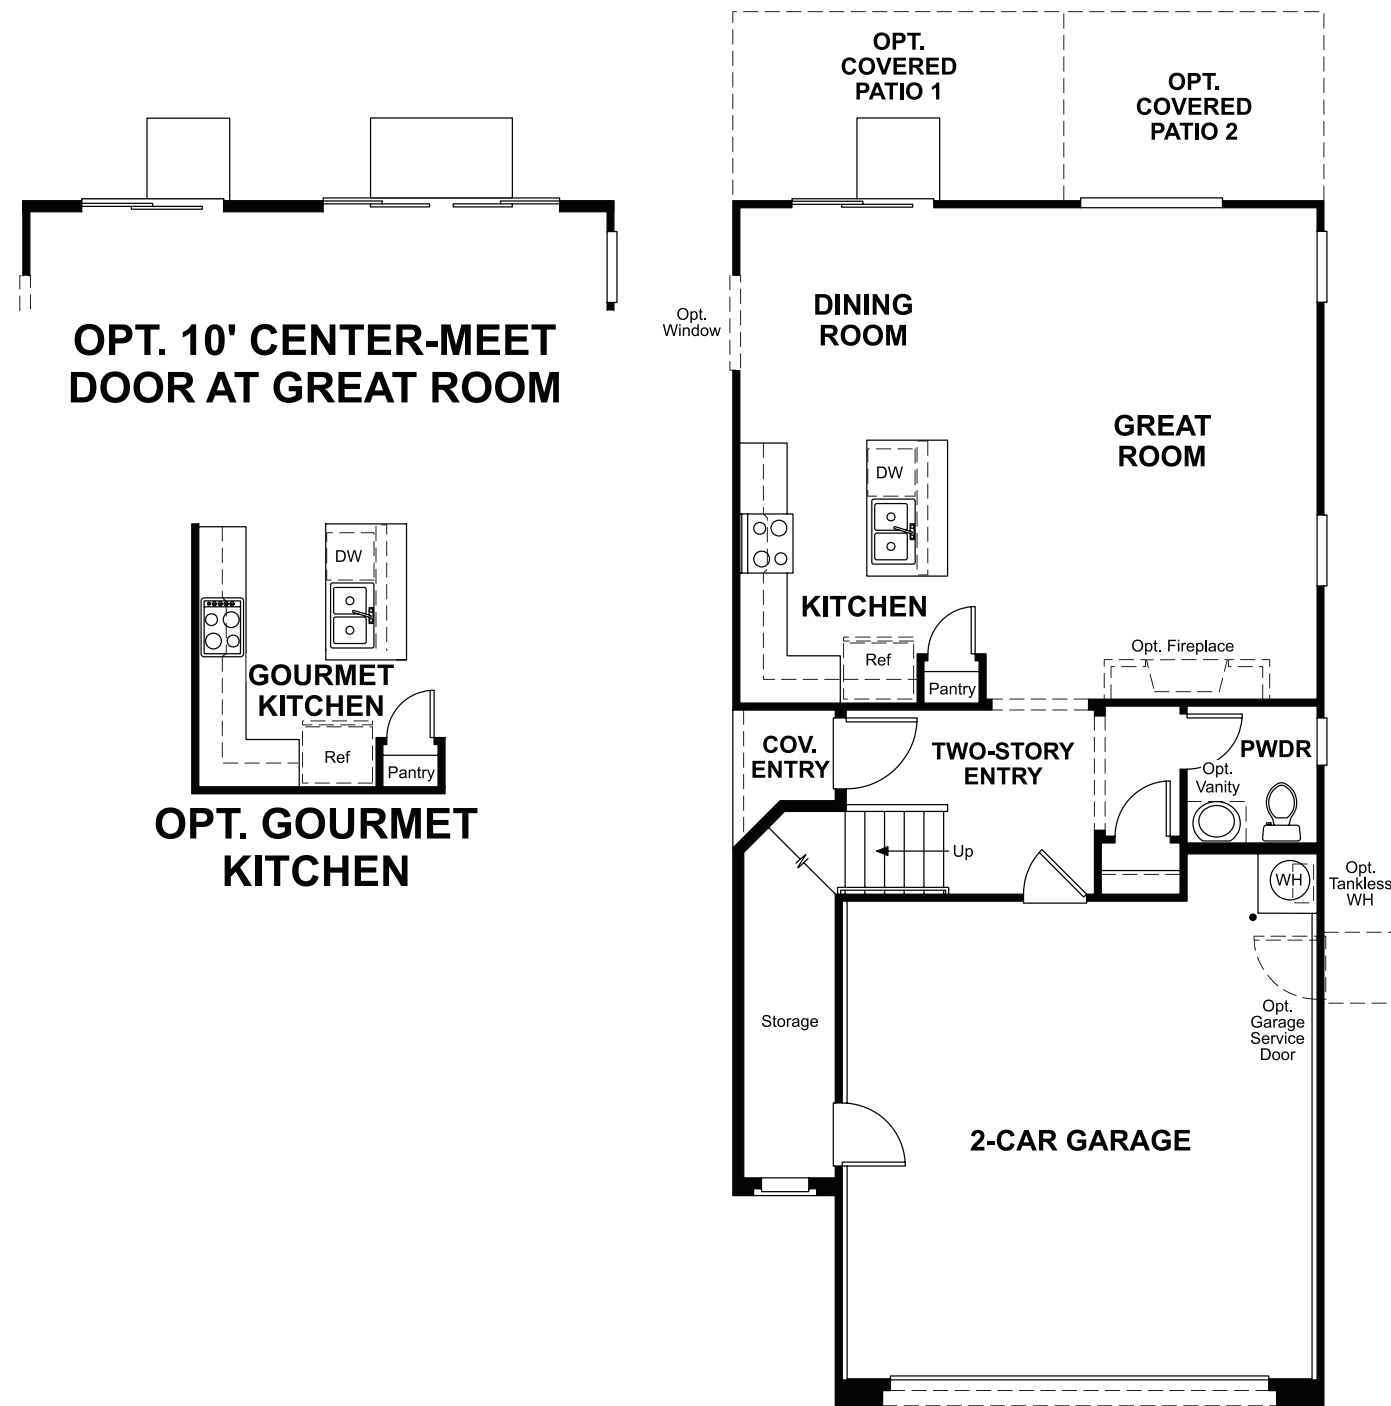 OPT. 10' CENTER-MEET
DOOR AT GREAT ROOM
DW
GOURMET
KITCHEN
Ref
Pantry
OPT. GOURMET
KITCHEN
OPT.
COVERED
PATIO 1
OPT.
COVERED
PATIO 2
Opt.
Window
DINING
ROOM
GREAT
ROOM
DW
KITCHEN
Ref
Pantry
Opt. Fireplace
COV.
ENTRY
TWO-STORY
ENTRY
PWDR
Opt.
Vanity
Up
WH
Opt.
Tankless
WH
Storage
Opt.
Garage
Service
Door
2-CAR GARAGE